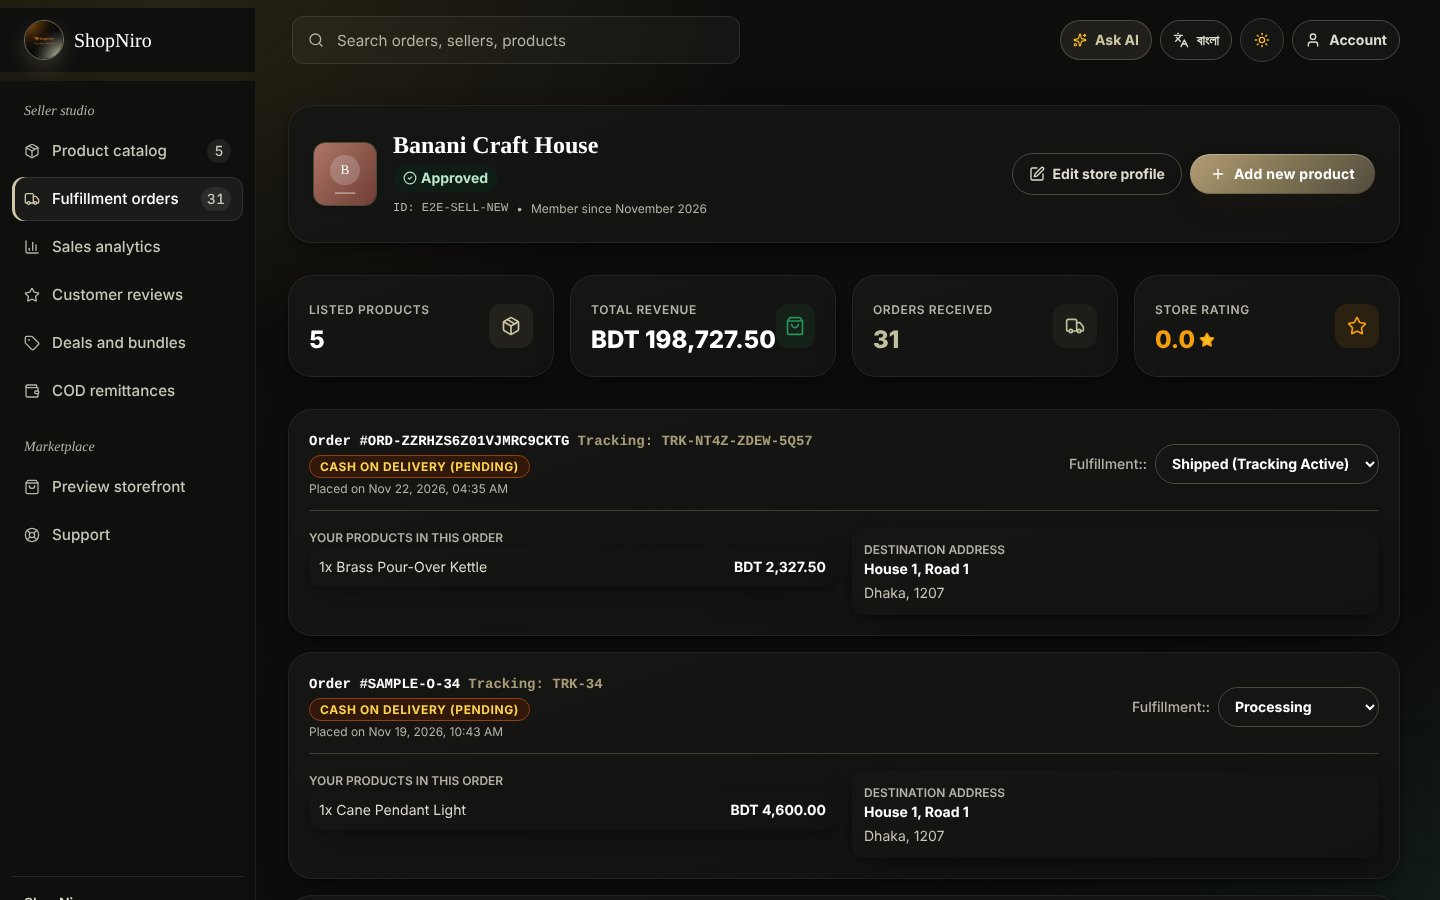 ShopNiro
Search orders, sellers, products
Ask AI
বাংলা
Account
Seller studio
Product catalog 5
Fulfillment orders 31
Sales analytics
Customer reviews
Deals and bundles
COD remittances
Marketplace
Preview storefront
Support
B
Banani Craft House
Approved
ID: E2E-SELL-NEW • Member since November 2026
Edit store profile
+ Add new product
LISTED PRODUCTS
5
TOTAL REVENUE
BDT 198,727.50
ORDERS RECEIVED
31
STORE RATING
0.0
Order #ORD-ZZRHZS6Z01VJMRC9CKTG Tracking: TRK-NT4Z-ZDEW-5Q57
CASH ON DELIVERY (PENDING)
Placed on Nov 22, 2026, 04:35 AM
Fulfillment:: Shipped (Tracking Active)
YOUR PRODUCTS IN THIS ORDER
1x Brass Pour-Over Kettle BDT 2,327.50
DESTINATION ADDRESS
House 1, Road 1
Dhaka, 1207
Order #SAMPLE-O-34 Tracking: TRK-34
CASH ON DELIVERY (PENDING)
Placed on Nov 19, 2026, 10:43 AM
Fulfillment:: Processing
YOUR PRODUCTS IN THIS ORDER
1x Cane Pendant Light BDT 4,600.00
DESTINATION ADDRESS
House 1, Road 1
Dhaka, 1207